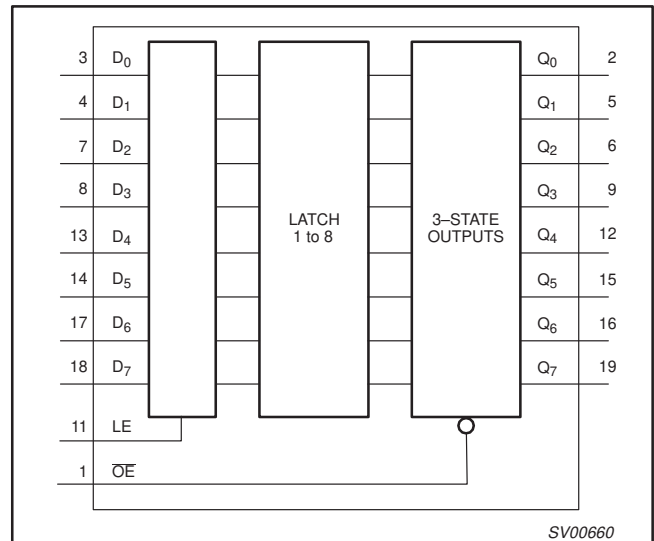 3 D₀ Q₀ 2
4 D₁ Q₁ 5
7 D₂ Q₂ 6
8 D₃ Q₃ 9
LATCH
1 to 8
3–STATE
OUTPUTS
13 D₄ Q₄ 12
14 D₅ Q₅ 15
17 D₆ Q₆ 16
18 D₇ Q₇ 19
11 LE
1 O̅E̅
SV00660